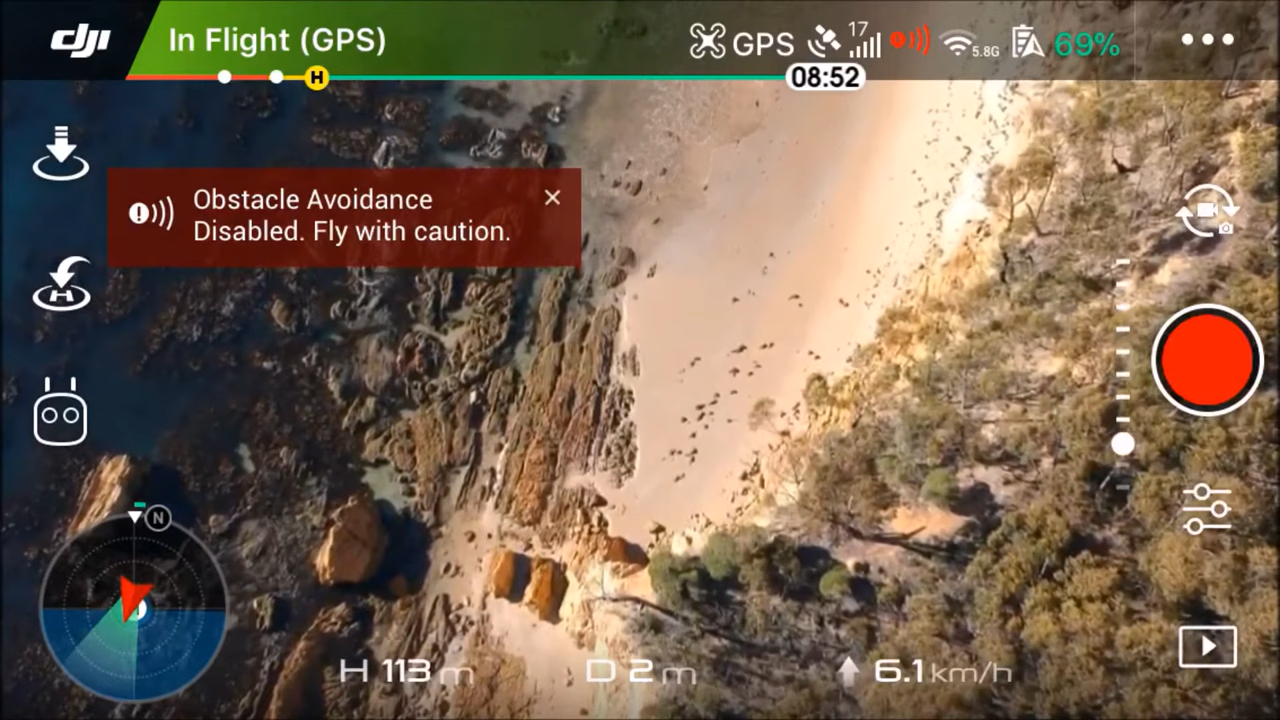 dji
In Flight (GPS)
GPS
17
5.8G
69%
H
08:52
Obstacle Avoidance
Disabled. Fly with caution.
H
N
H 113 m
D 2 m
6.1 km/h